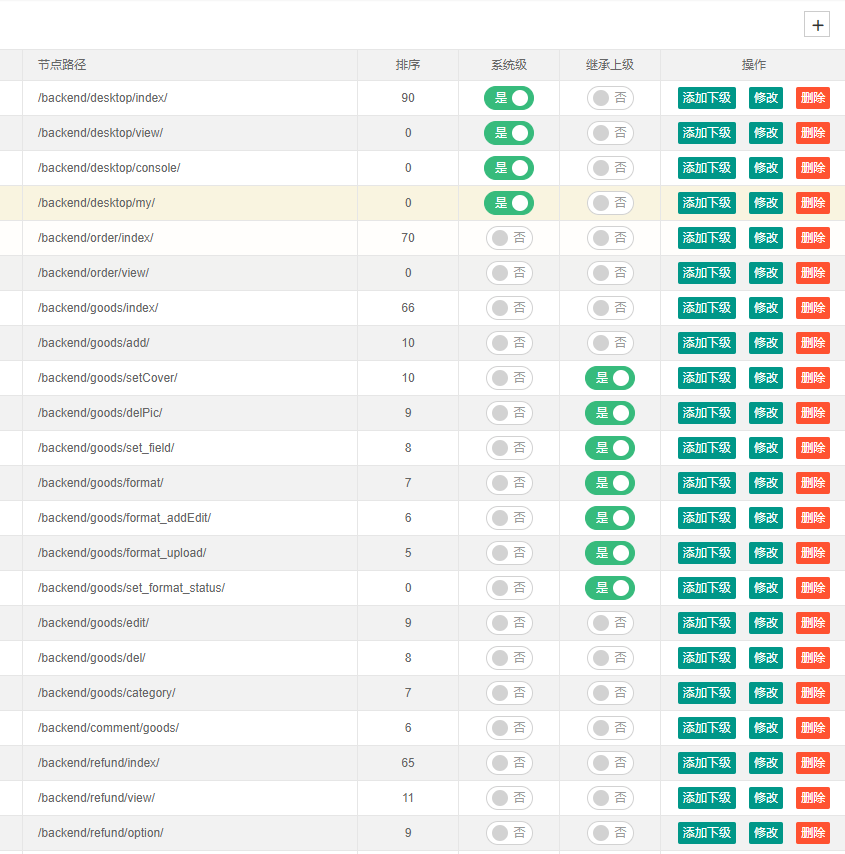 +
节点路径 排序 系统级 继承上级 操作
/backend/desktop/index/ 90 是 否 添加下级 修改 删除
/backend/desktop/view/ 0 是 否 添加下级 修改 删除
/backend/desktop/console/ 0 是 否 添加下级 修改 删除
/backend/desktop/my/ 0 是 否 添加下级 修改 删除
/backend/order/index/ 70 否 否 添加下级 修改 删除
/backend/order/view/ 0 否 否 添加下级 修改 删除
/backend/goods/index/ 66 否 否 添加下级 修改 删除
/backend/goods/add/ 10 否 否 添加下级 修改 删除
/backend/goods/setCover/ 10 否 是 添加下级 修改 删除
/backend/goods/delPic/ 9 否 是 添加下级 修改 删除
/backend/goods/set_field/ 8 否 是 添加下级 修改 删除
/backend/goods/format/ 7 否 是 添加下级 修改 删除
/backend/goods/format_addEdit/ 6 否 是 添加下级 修改 删除
/backend/goods/format_upload/ 5 否 是 添加下级 修改 删除
/backend/goods/set_format_status/ 0 否 是 添加下级 修改 删除
/backend/goods/edit/ 9 否 否 添加下级 修改 删除
/backend/goods/del/ 8 否 否 添加下级 修改 删除
/backend/goods/category/ 7 否 否 添加下级 修改 删除
/backend/comment/goods/ 6 否 否 添加下级 修改 删除
/backend/refund/index/ 65 否 否 添加下级 修改 删除
/backend/refund/view/ 11 否 否 添加下级 修改 删除
/backend/refund/option/ 9 否 否 添加下级 修改 删除